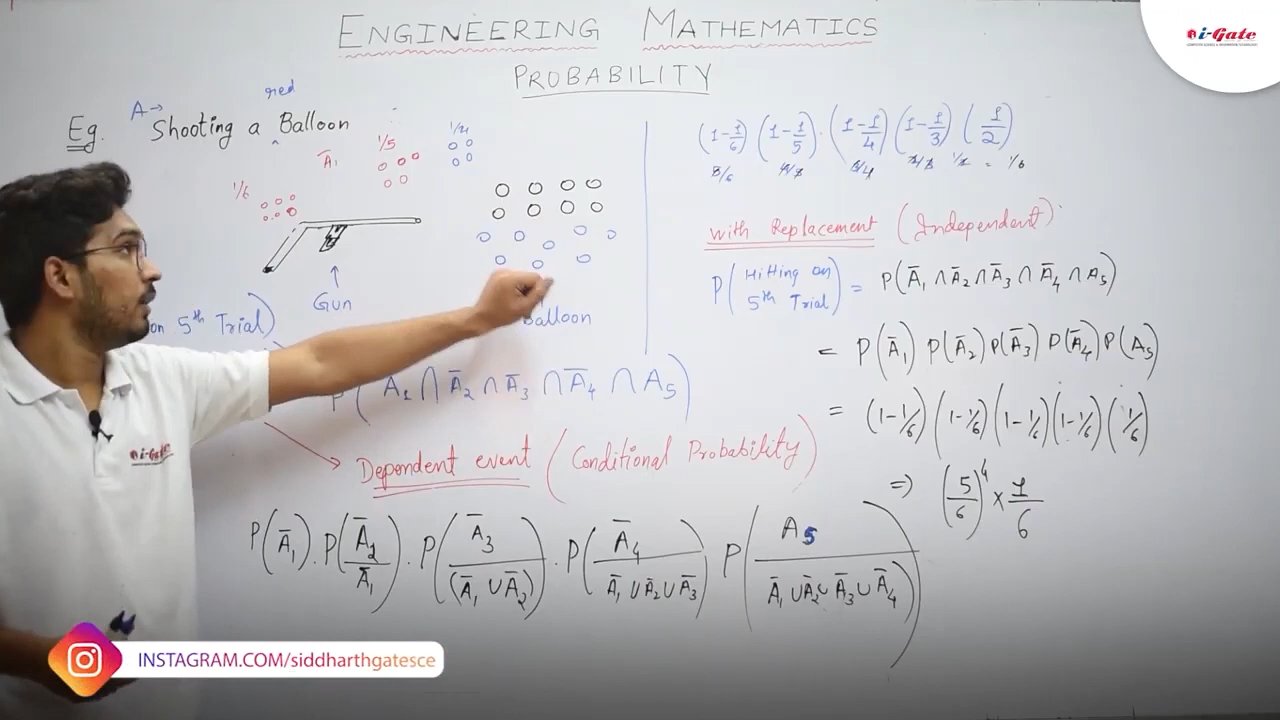 ENGINEERING MATHEMATICS
PROBABILITY
i-Gate
Eg. A→ Shooting a red Balloon
Ā₁
1/6
1/5
1/4
Gun
Balloon
on 5th Trial)
P(A₁ ∩ Ā₂ ∩ Ā₃ ∩ Ā₄ ∩ A₅)
Dependent event (Conditional Probability)
P(Ā₁) . P(Ā₂/Ā₁) . P(Ā₃/(Ā₁ ∪ Ā₂)) . P(Ā₄/Ā₁ ∪ Ā₂ ∪ Ā₃) P(A₅/Ā₁ ∪ Ā₂ ∪ Ā₃ ∪ Ā₄)
(1-1/6) (1-1/5) . (1-1/4) (1-1/3) (1/2)
5/6 4/5 3/4 2/3 1/2 = 1/6
with Replacement (Independent)
P(Hitting on 5th Trial) = P(Ā₁ ∩ Ā₂ ∩ Ā₃ ∩ Ā₄ ∩ A₅)
= P(Ā₁) P(Ā₂) P(Ā₃) P(Ā₄) P(A₅)
= (1-1/6) (1-1/6) (1-1/6) (1-1/6) (1/6)
⇒ (5/6)⁴ × 1/6
i-Gate
INSTAGRAM.COM/siddharthgatesce